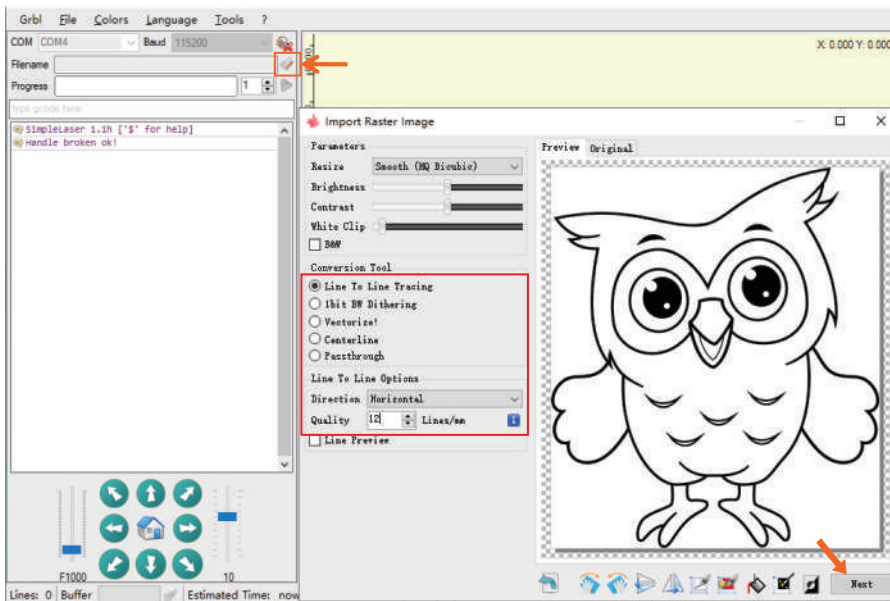 Grbl File Colors Language Tools ?
COM COM4 Baud 115200
Filename
Progress 1
type gcode here
SimpleLaser 1.1h ['$' for help]
Handle broken ok!
X: 0.000 Y: 0.000
Import Raster Image
Parameters
Resize Smooth (HQ Bicubic)
Brightness
Contrast
White Clip
B&W
Conversion Tool
Line To Line Tracing
1bit BW Dithering
Vectorize!
Centerline
Passthrough
Line To Line Options
Direction Horizontal
Quality 12 Lines/mm
Line Preview
Preview Original
F1000 10
Lines: 0 Buffer Estimated Time: now
Next